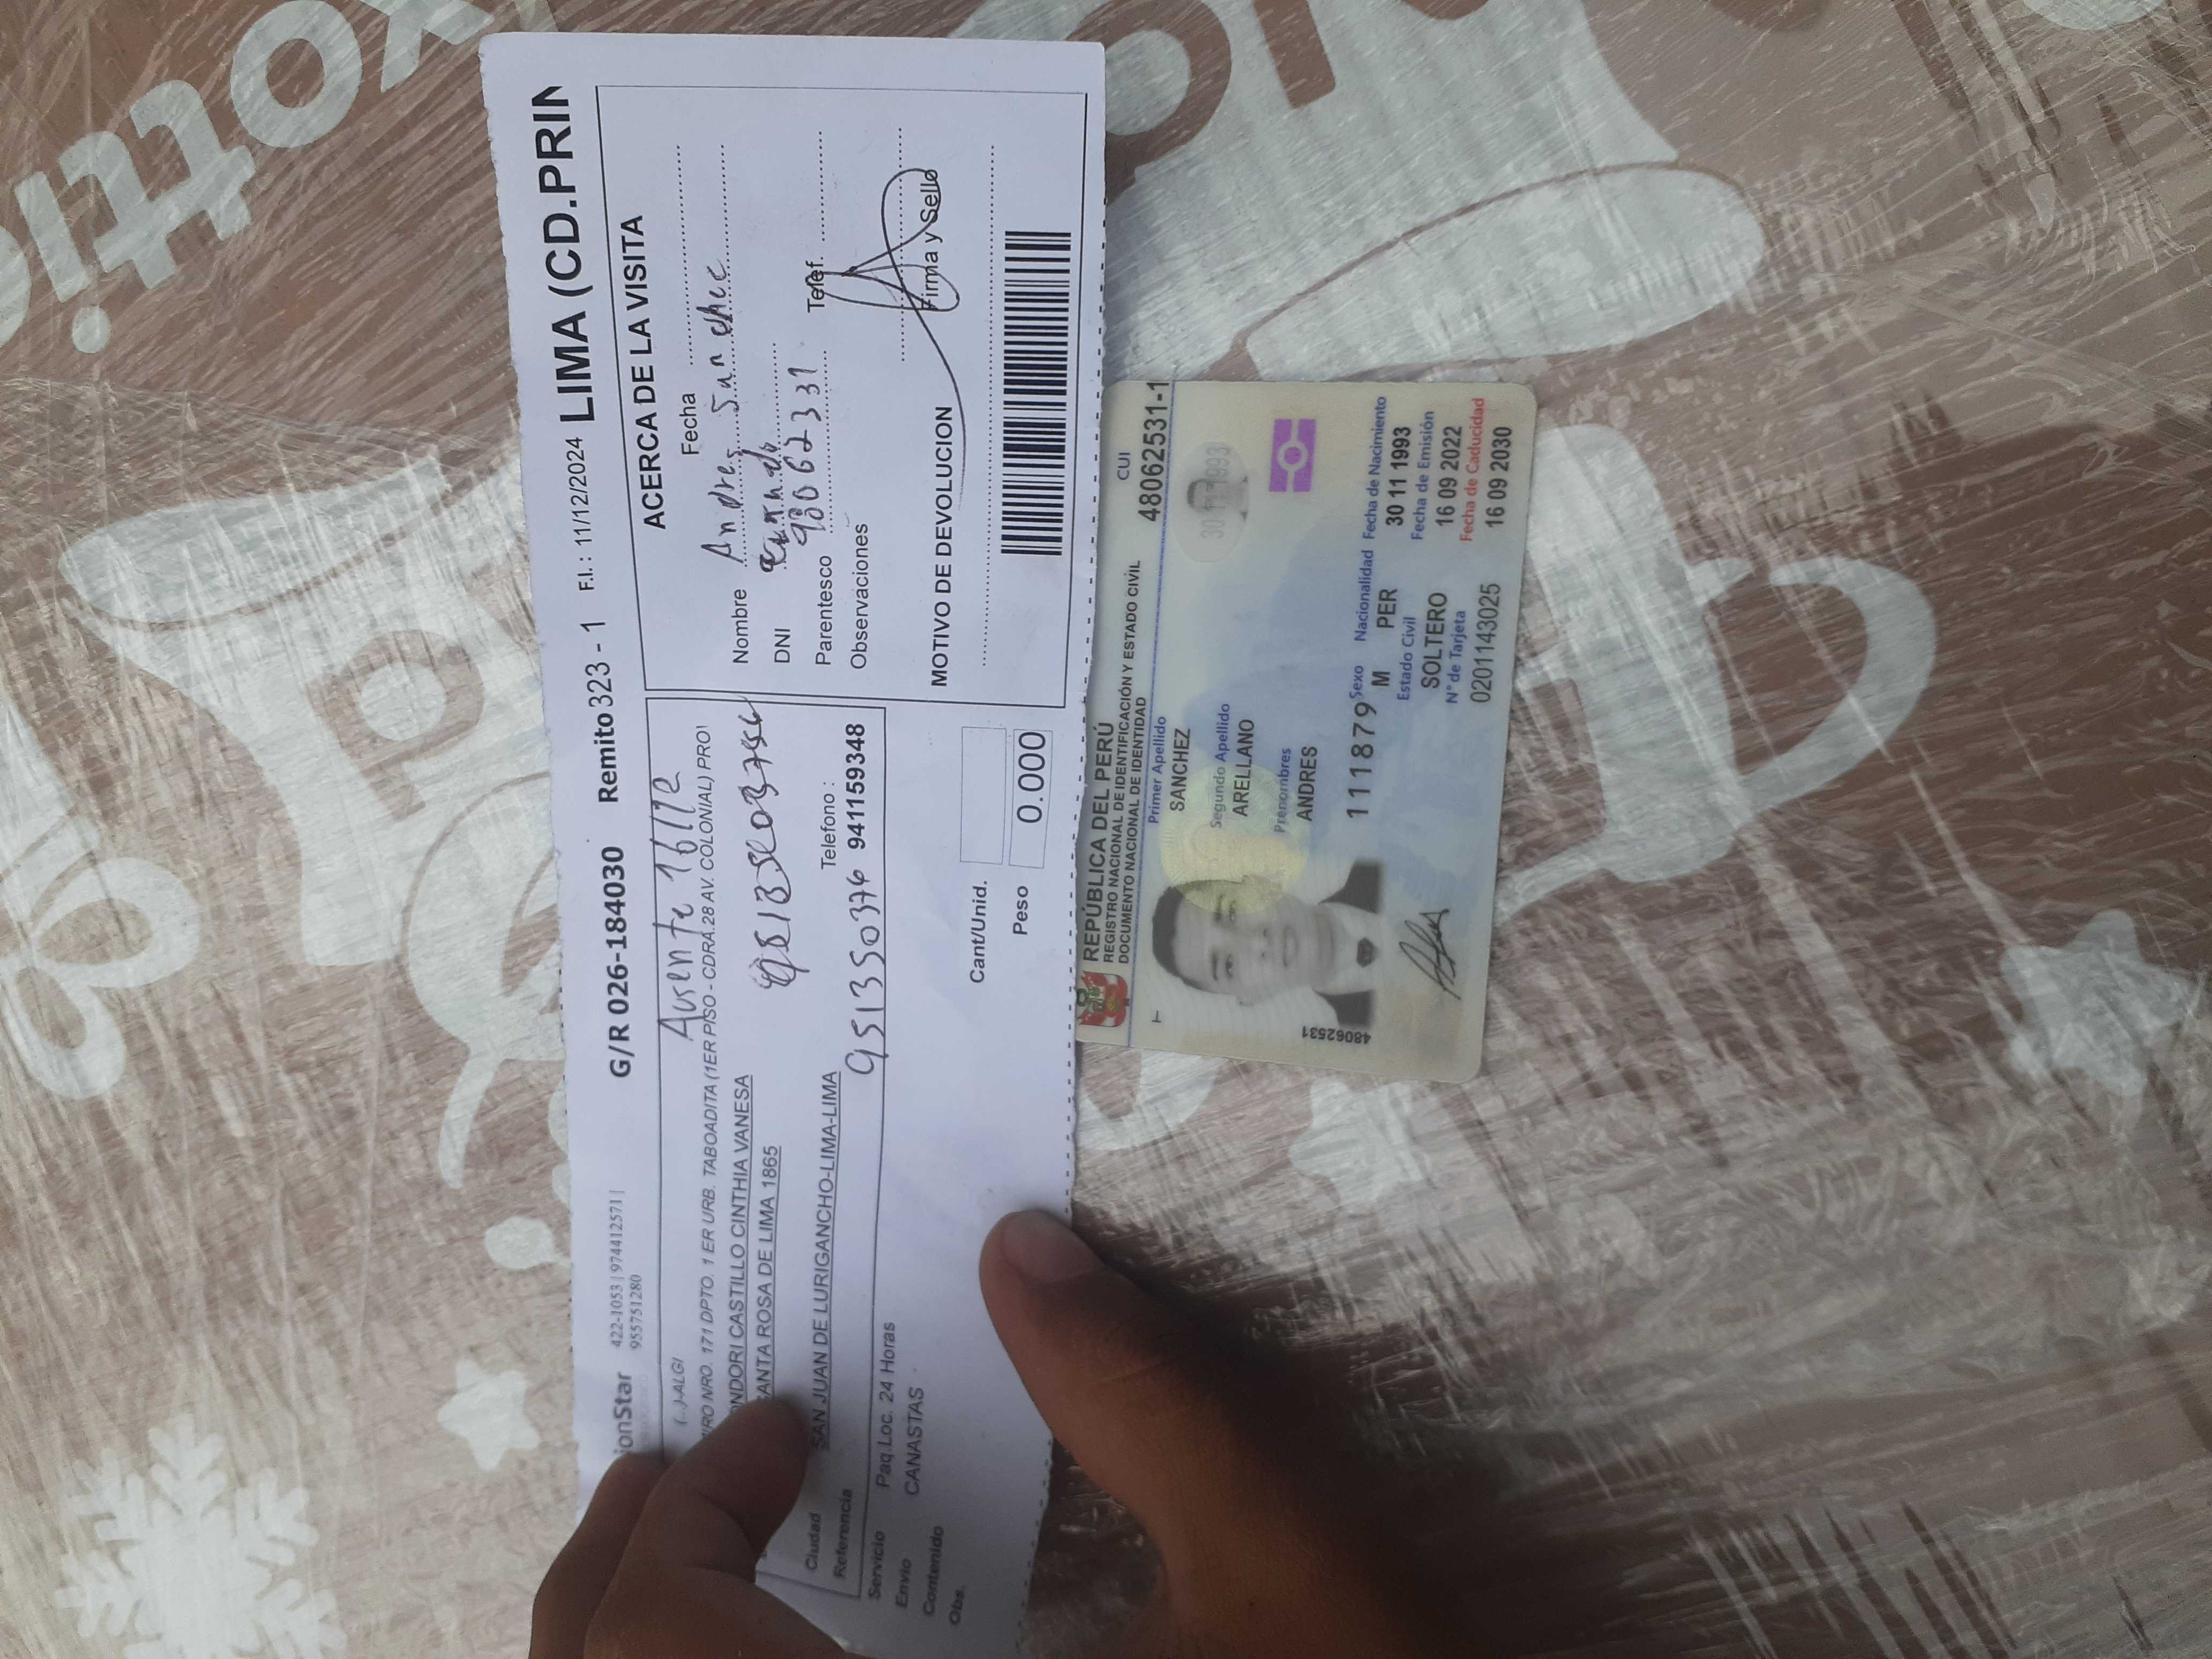 ionStar
422-1053 | 974412571 |
955751280
G/R 026-184030
Remito 323 - 1
F.I.: 11/12/2024
LIMA (CD.PRIN
(...)-ALGI
Ausente 16/12
IRO NRO. 171 DPTO. 1 ER URB. TABOADITA (1ER PISO - CDRA.28 AV. COLONIAL) PROV
ONDORI CASTILLO CINTHIA VANESA
ANTA ROSA DE LIMA 1865
Ciudad SAN JUAN DE LURIGANCHO-LIMA-LIMA
Telefono :
Referencia
951350376 941159348
Servicio Paq.Loc. 24 Horas
Envio CANASTAS
Contenido
Obs.
Cant/Unid.
Peso 0.000
ACERCA DE LA VISITA
Fecha
Nombre Andres Sanchec
DNI
Parentesco
Telef.
Observaciones
Firma y Sello
MOTIVO DE DEVOLUCION
REPÚBLICA DEL PERÚ
REGISTRO NACIONAL DE IDENTIFICACIÓN Y ESTADO CIVIL
DOCUMENTO NACIONAL DE IDENTIDAD
CUI
48062531-1
Primer Apellido
SANCHEZ
Segundo Apellido
ARELLANO
Prenombres
ANDRES
111879
Sexo
M
Nacionalidad
PER
Fecha de Nacimiento
30 11 1993
Estado Civil
SOLTERO
Fecha de Emisión
16 09 2022
N° de Tarjeta
0201143025
Fecha de Caducidad
16 09 2030
48062531